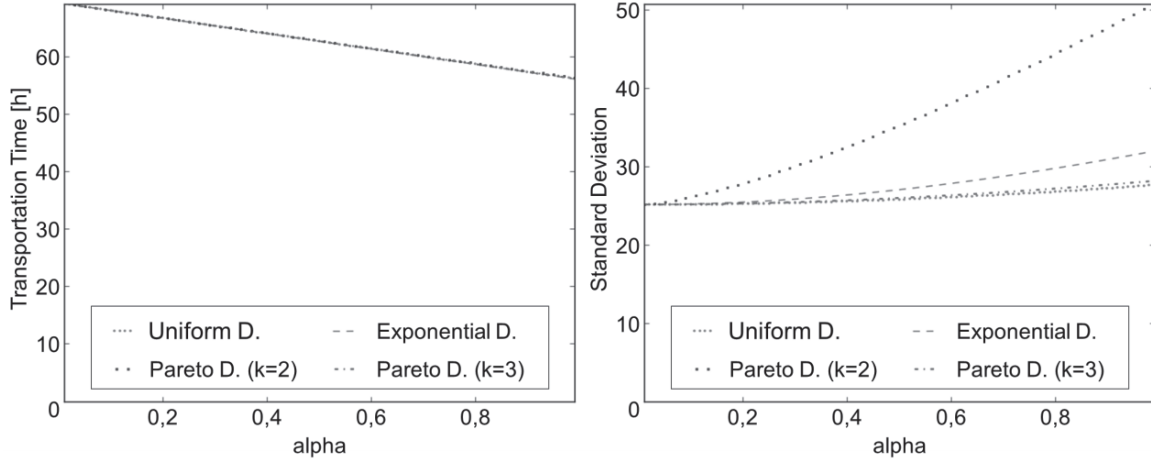 Transportation Time [h]
60
50
40
30
20
10
0
Uniform D.
Exponential D.
Pareto D. (k=2)
Pareto D. (k=3)
0,2
0,4
0,6
0,8
alpha
Standard Deviation
50
40
30
20
10
0
Uniform D.
Exponential D.
Pareto D. (k=2)
Pareto D. (k=3)
0,2
0,4
0,6
0,8
alpha